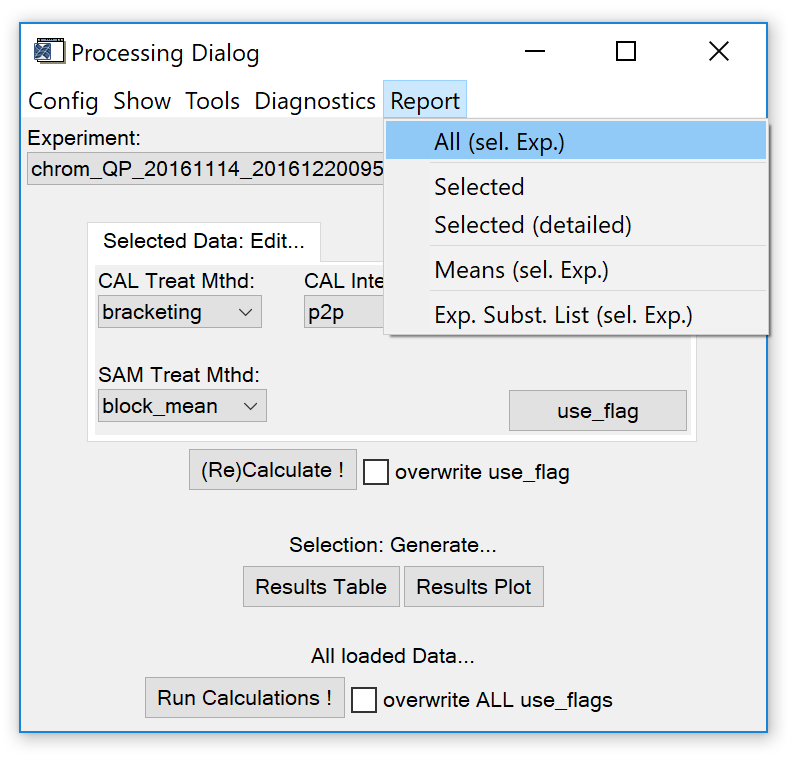 Processing Dialog
Config Show Tools Diagnostics Report
Experiment:
chrom_QP_20161114_20161220095
All (sel. Exp.)
Selected
Selected (detailed)
Means (sel. Exp.)
Exp. Subst. List (sel. Exp.)
Selected Data: Edit...
CAL Treat Mthd:
CAL Inte
bracketing
p2p
SAM Treat Mthd:
block_mean
use_flag
(Re)Calculate !
overwrite use_flag
Selection: Generate...
Results Table
Results Plot
All loaded Data...
Run Calculations !
overwrite ALL use_flags